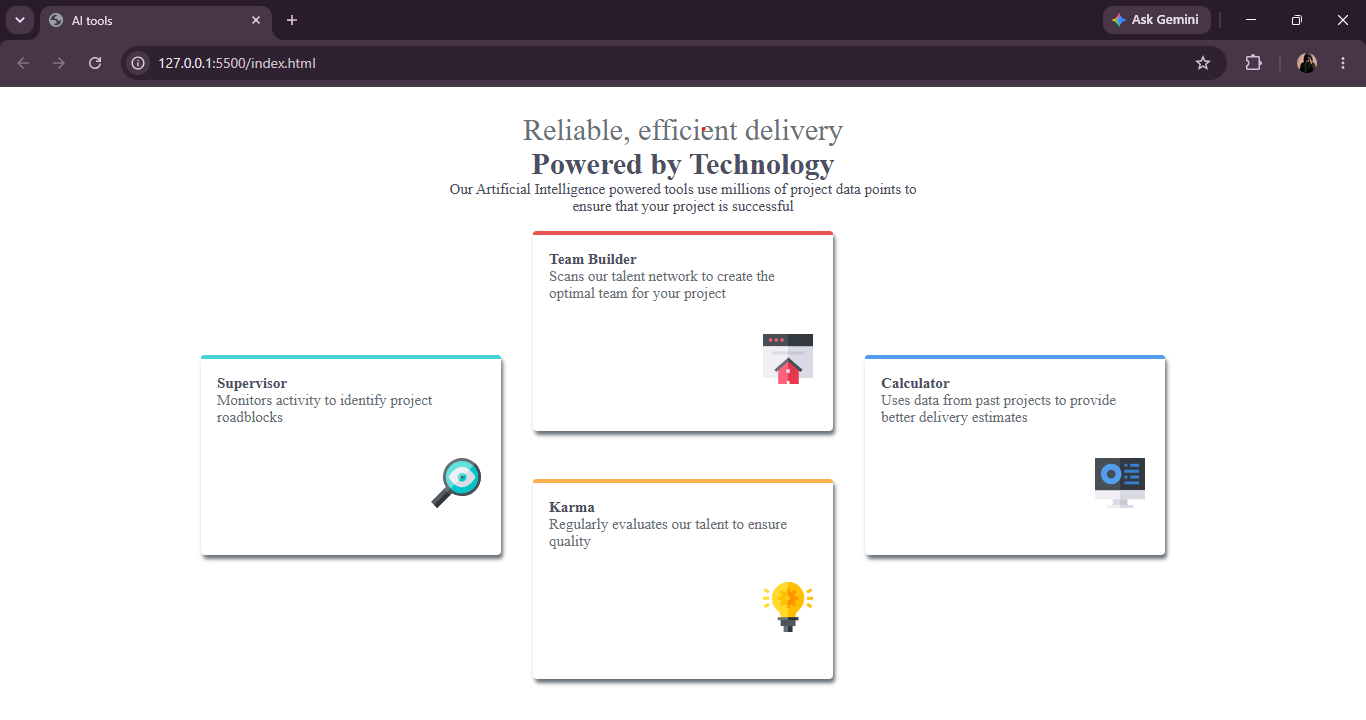 AI tools
Ask Gemini
127.0.0.1:5500/index.html
Reliable, efficient delivery
Powered by Technology
Our Artificial Intelligence powered tools use millions of project data points to
ensure that your project is successful
Team Builder
Scans our talent network to create the
optimal team for your project
Supervisor
Monitors activity to identify project
roadblocks
Calculator
Uses data from past projects to provide
better delivery estimates
Karma
Regularly evaluates our talent to ensure
quality